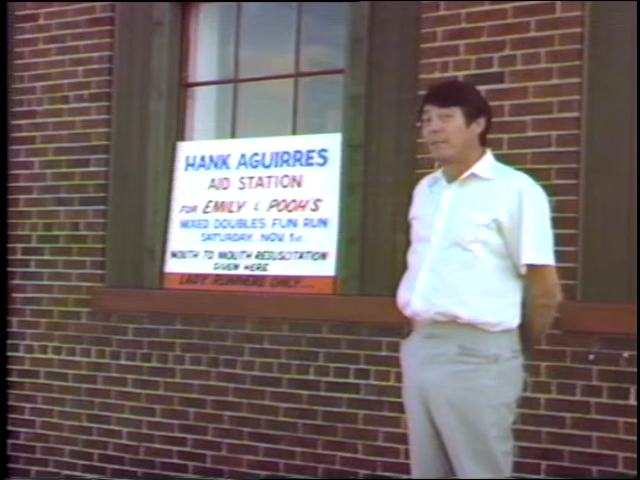 HANK AGUIRRES
AID STATION
FOR EMILY & POOH'S
MIXED DOUBLES FUN RUN
SATURDAY, NOV. 1st
MOUTH TO MOUTH RESUSCITATION
GIVEN HERE
LADY RUNNERS ONLY...